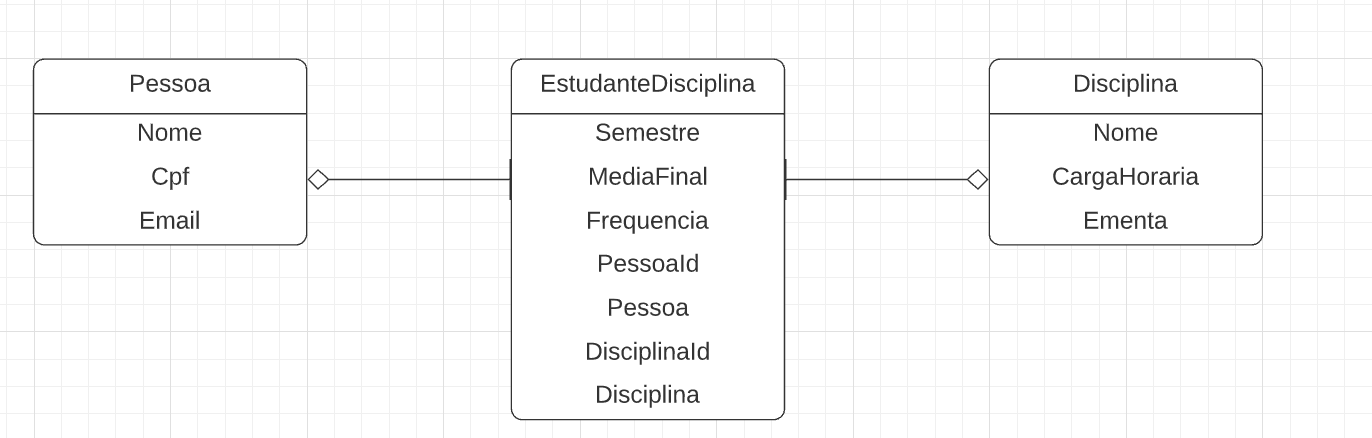 Pessoa
Nome
Cpf
Email
EstudanteDisciplina
Semestre
MediaFinal
Frequencia
PessoaId
Pessoa
DisciplinaId
Disciplina
Disciplina
Nome
CargaHoraria
Ementa